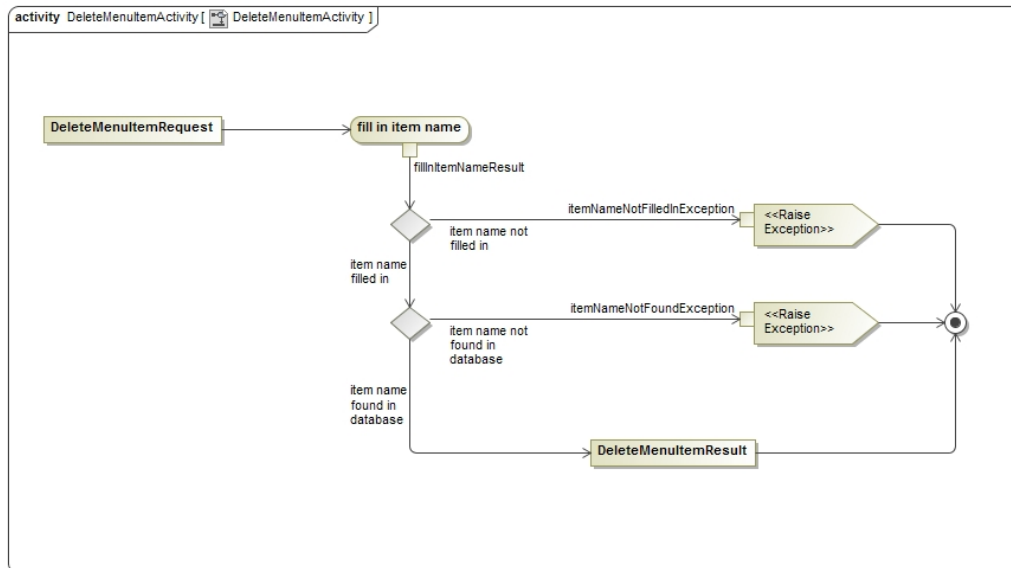 activity DeleteMenuItemActivity [ DeleteMenuItemActivity ]
DeleteMenuItemRequest
fill in item name
fillInItemNameResult
itemNameNotFilledInException
<<Raise
Exception>>
item name not
filled in
item name
filled in
itemNameNotFoundException
<<Raise
Exception>>
item name not
found in
database
item name
found in
database
DeleteMenuItemResult